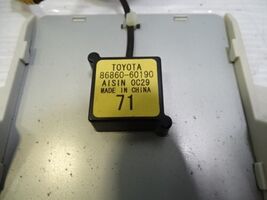 TOYOTA
86860-60190
AISIN 0C29
MADE IN CHINA
71